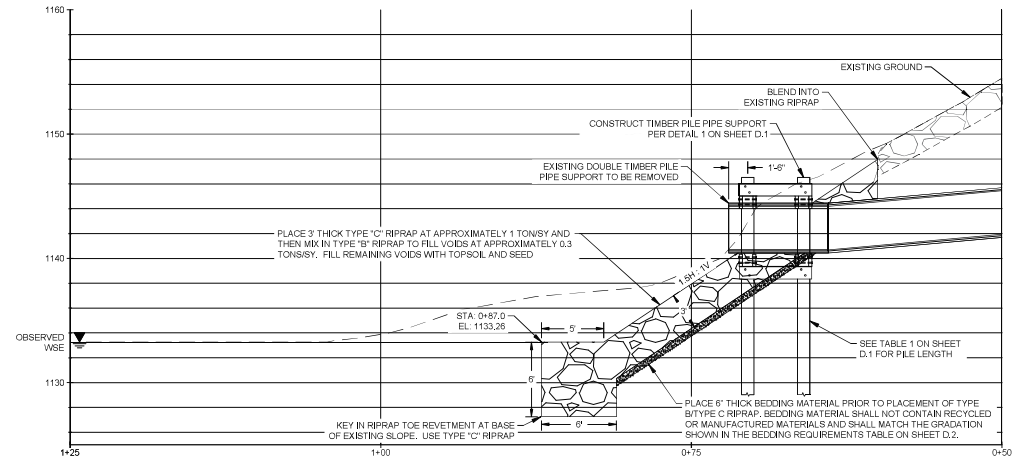 1160
EXISTING GROUND
BLEND INTO
EXISTING RIPRAP
CONSTRUCT TIMBER PILE PIPE SUPPORT
PER DETAIL 1 ON SHEET D.1
1150
EXISTING DOUBLE TIMBER PILE
PIPE SUPPORT TO BE REMOVED
1'-6"
PLACE 3' THICK TYPE "C" RIPRAP AT APPROXIMATELY 1 TON/SY AND
THEN MIX IN TYPE "B" RIPRAP TO FILL VOIDS AT APPROXIMATELY 0.3
TONS/SY. FILL REMAINING VOIDS WITH TOPSOIL AND SEED
1140
1.5H : 1V
3'
STA: 0+87.0
EL: 1133.26
5'
OBSERVED
WSE
SEE TABLE 1 ON SHEET
D.1 FOR PILE LENGTH
1130
6'
PLACE 6" THICK BEDDING MATERIAL PRIOR TO PLACEMENT OF TYPE
B/TYPE C RIPRAP. BEDDING MATERIAL SHALL NOT CONTAIN RECYCLED
OR MANUFACTURED MATERIALS AND SHALL MATCH THE GRADATION
SHOWN IN THE BEDDING REQUIREMENTS TABLE ON SHEET D.2.
KEY IN RIPRAP TOE REVETMENT AT BASE
OF EXISTING SLOPE. USE TYPE "C" RIPRAP
6'
1+25
1+00
0+75
0+50